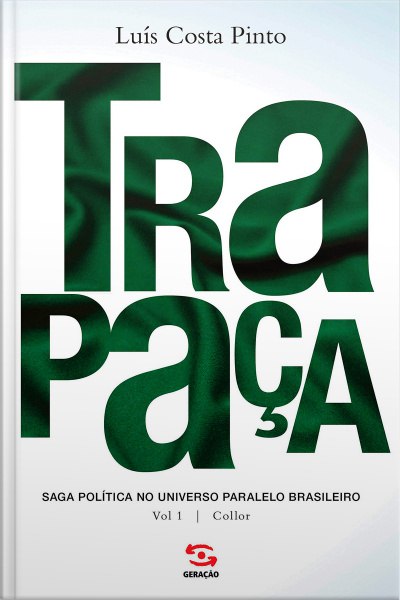 Luís Costa Pinto
TRa
PaÇA
SAGA POLÍTICA NO UNIVERSO PARALELO BRASILEIRO
Vol 1 | Collor
GERAÇÃO